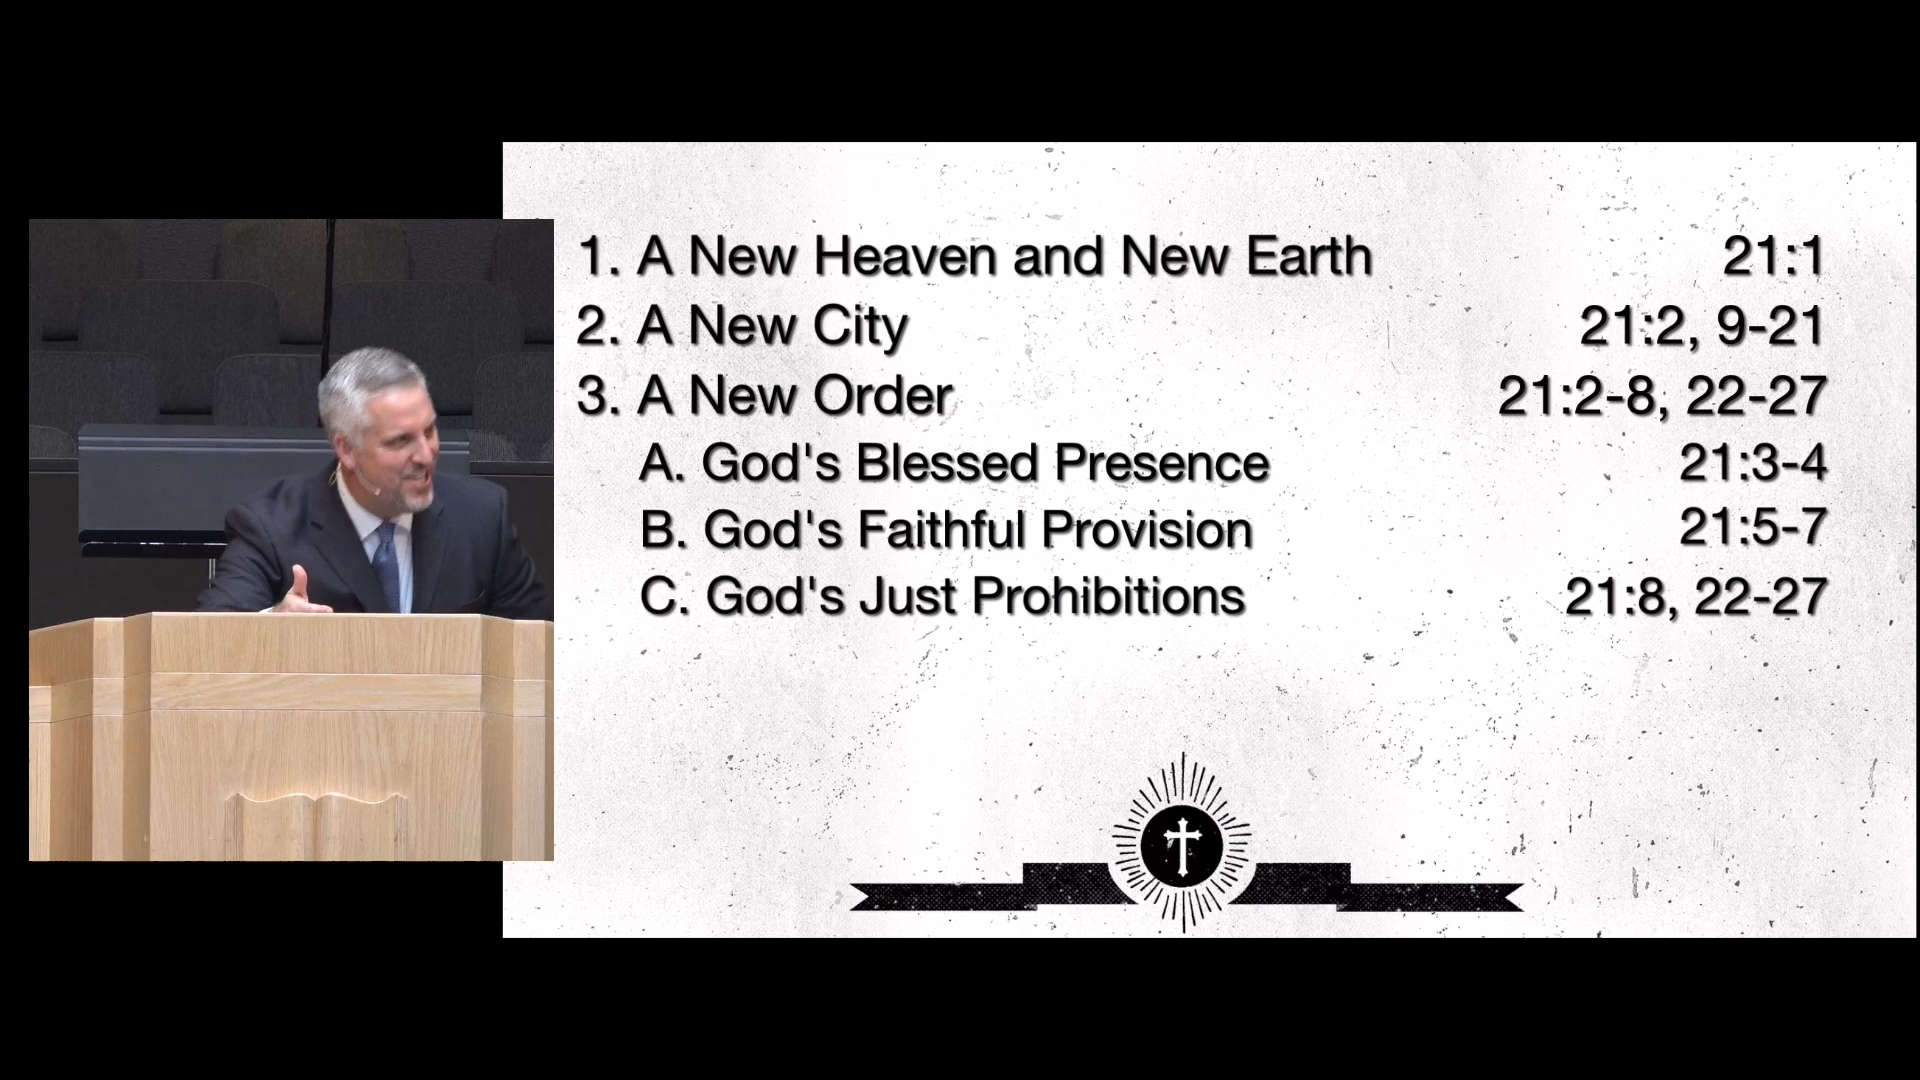 1. A New Heaven and New Earth 21:1
2. A New City 21:2, 9-21
3. A New Order 21:2-8, 22-27
A. God's Blessed Presence 21:3-4
B. God's Faithful Provision 21:5-7
C. God's Just Prohibitions 21:8, 22-27